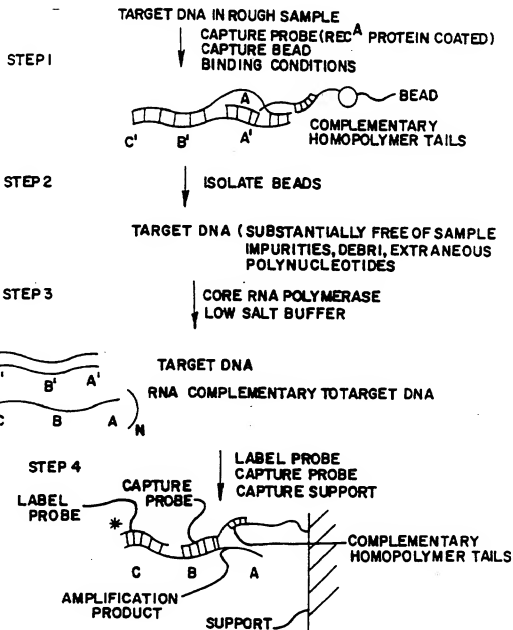 TARGET DNA IN ROUGH SAMPLE
STEP 1
CAPTURE PROBE (REC A PROTEIN COATED)
CAPTURE BEAD
BINDING CONDITIONS
A
BEAD
C' B' A'
COMPLEMENTARY
HOMOPOLYMER TAILS
STEP 2
ISOLATE BEADS
TARGET DNA (SUBSTANTIALLY FREE OF SAMPLE
IMPURITIES, DEBRI, EXTRANEOUS
POLYNUCLEOTIDES
STEP 3
CORE RNA POLYMERASE
LOW SALT BUFFER
TARGET DNA
' B' A'
RNA COMPLEMENTARY TO TARGET DNA
C B A N
STEP 4
LABEL PROBE
CAPTURE PROBE
CAPTURE SUPPORT
CAPTURE
PROBE
LABEL
PROBE
*
COMPLEMENTARY
HOMOPOLYMER TAILS
C B A
AMPLIFICATION
PRODUCT
SUPPORT